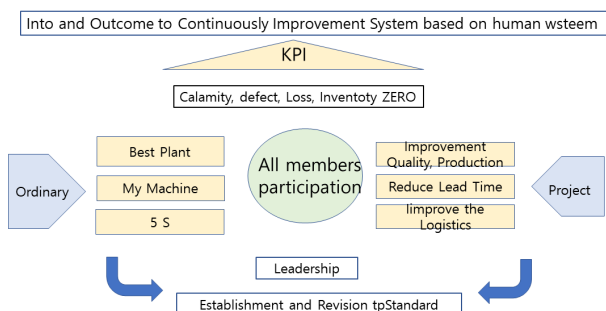 Into and Outcome to Continuously Improvement System based on human wsteem
KPI
Calamity, defect, Loss, Inventoty ZERO
Ordinary
Best Plant
My Machine
5 S
All members
participation
Improvement
Quality, Production
Reduce Lead Time
Iimprove the
Logistics
Project
Leadership
Establishment and Revision tpStandard